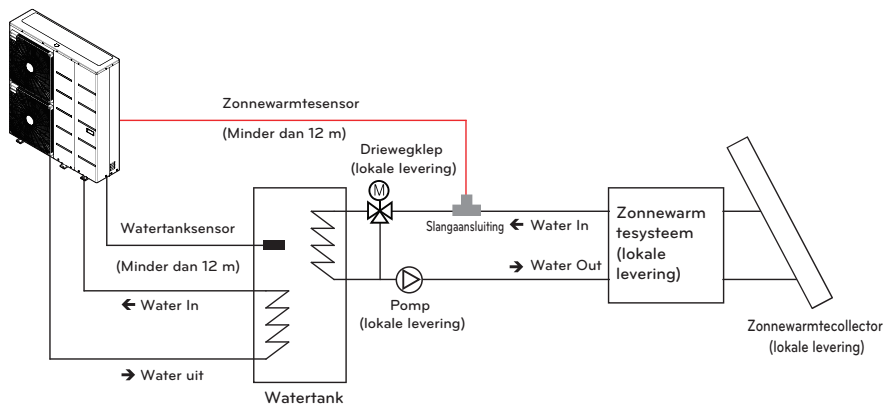 Zonnewarmtesensor
(Minder dan 12 m)
Driewegklep
(lokale levering)
M
Slangaansluiting
← Water In
Zonnewarm
tesysteem
(lokale
levering)
Watertanksensor
(Minder dan 12 m)
→ Water Out
← Water In
Pomp
(lokale levering)
Zonnewarmtecollector
(lokale levering)
→ Water uit
Watertank